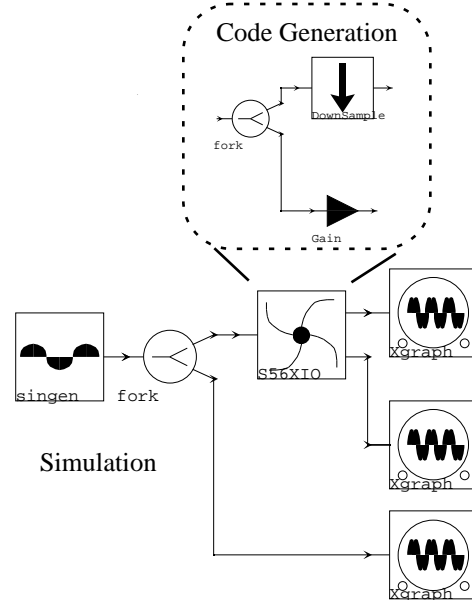 Code Generation
DownSample
fork
Gain
S56XIO
Xgraph
singen
fork
Simulation
Xgraph
Xgraph